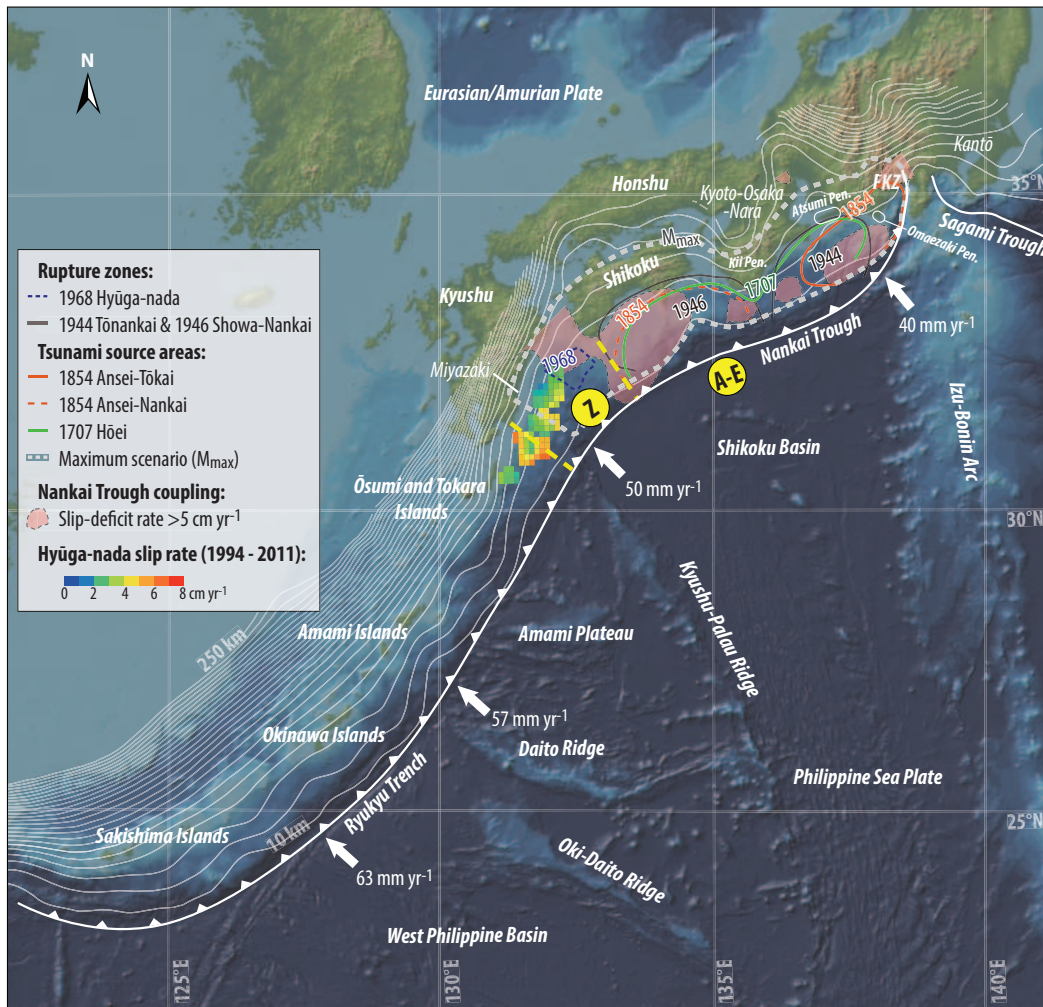 N
Eurasian/Amurian Plate
Kantō
Honshu
Kyoto-Osaka
-Nara
FKZ
35°N
Atsumi Pen.
1854
Omaezaki Pen.
Sagami Trough
Mmax
Kii Pen.
1944
Shikoku
1707
Kyushu
1854
1946
40 mm yr-1
Nankai Trough
1968
Miyazaki
A-E
Z
Izu-Bonin Arc
Shikoku Basin
50 mm yr-1
Ōsumi and Tokara
Islands
30°N
Rupture zones:
1968 Hyūga-nada
1944 Tōnankai & 1946 Showa-Nankai
Tsunami source areas:
1854 Ansei-Tōkai
1854 Ansei-Nankai
1707 Hōei
Maximum scenario (Mmax)
Nankai Trough coupling:
Slip-deficit rate >5 cm yr-1
Hyūga-nada slip rate (1994 - 2011):
0 2 4 6 8 cm yr-1
Kyushu-Palau Ridge
250 km
Amami Islands
Amami Plateau
57 mm yr-1
Okinawa Islands
Daito Ridge
Philippine Sea Plate
Ryukyu Trench
25°N
Sakishima Islands
10 km
63 mm yr-1
Oki-Daito Ridge
West Philippine Basin
125°E
130°E
135°E
140°E